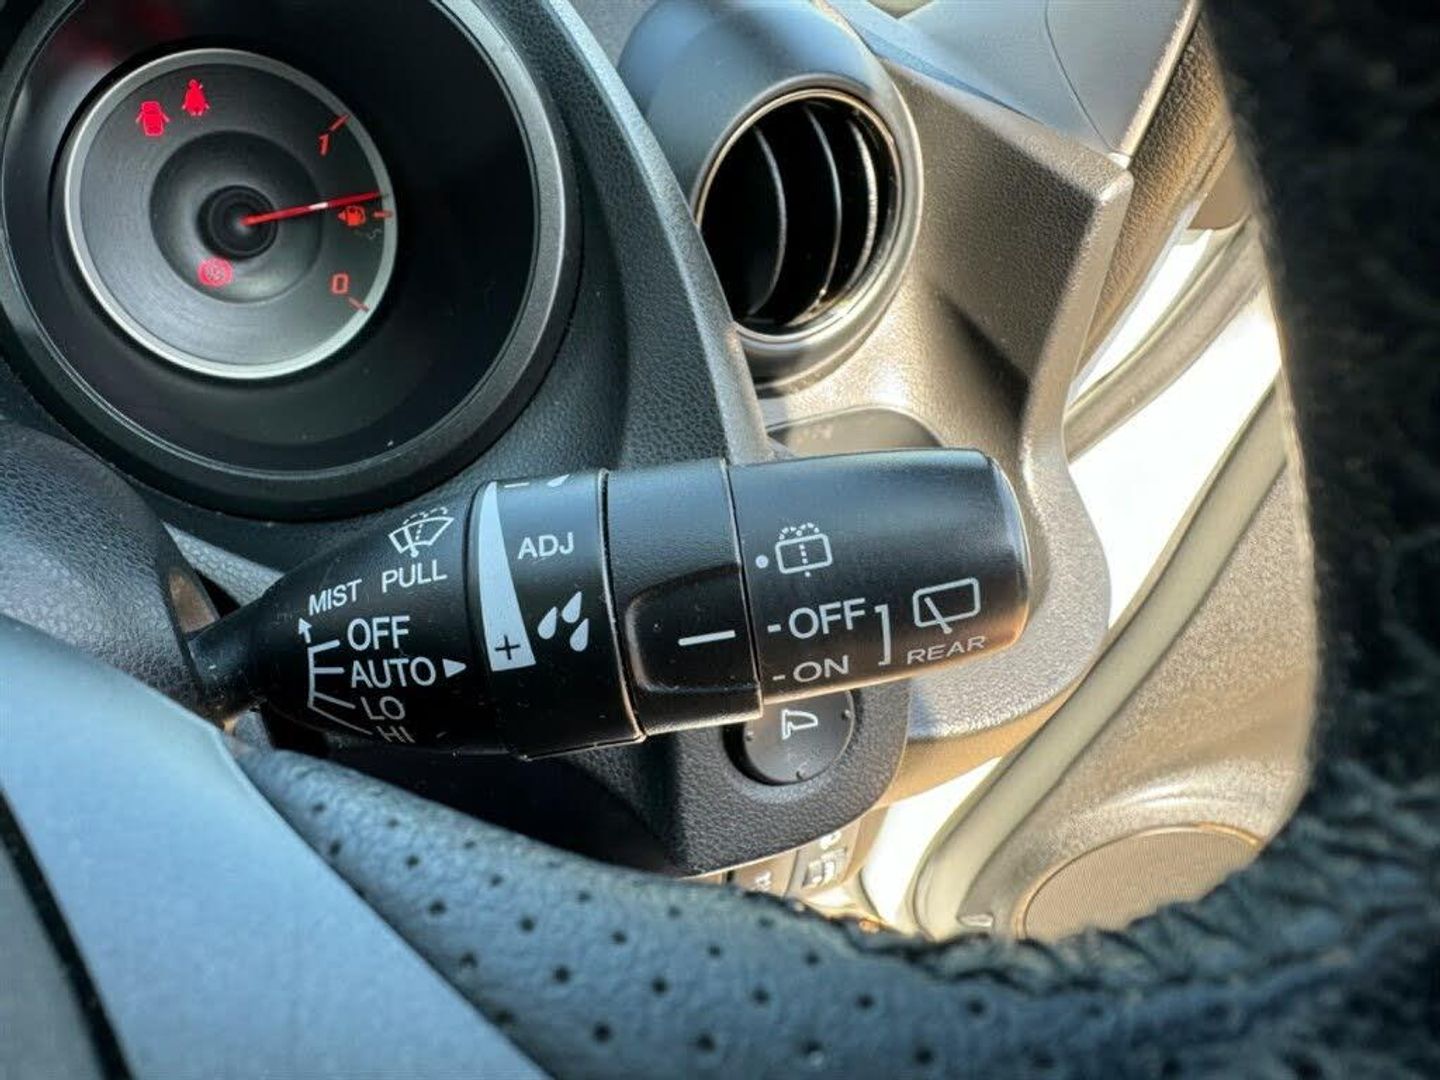 1
0
MIST PULL
OFF
AUTO
LO
HI
ADJ
+
-OFF
-ON
REAR